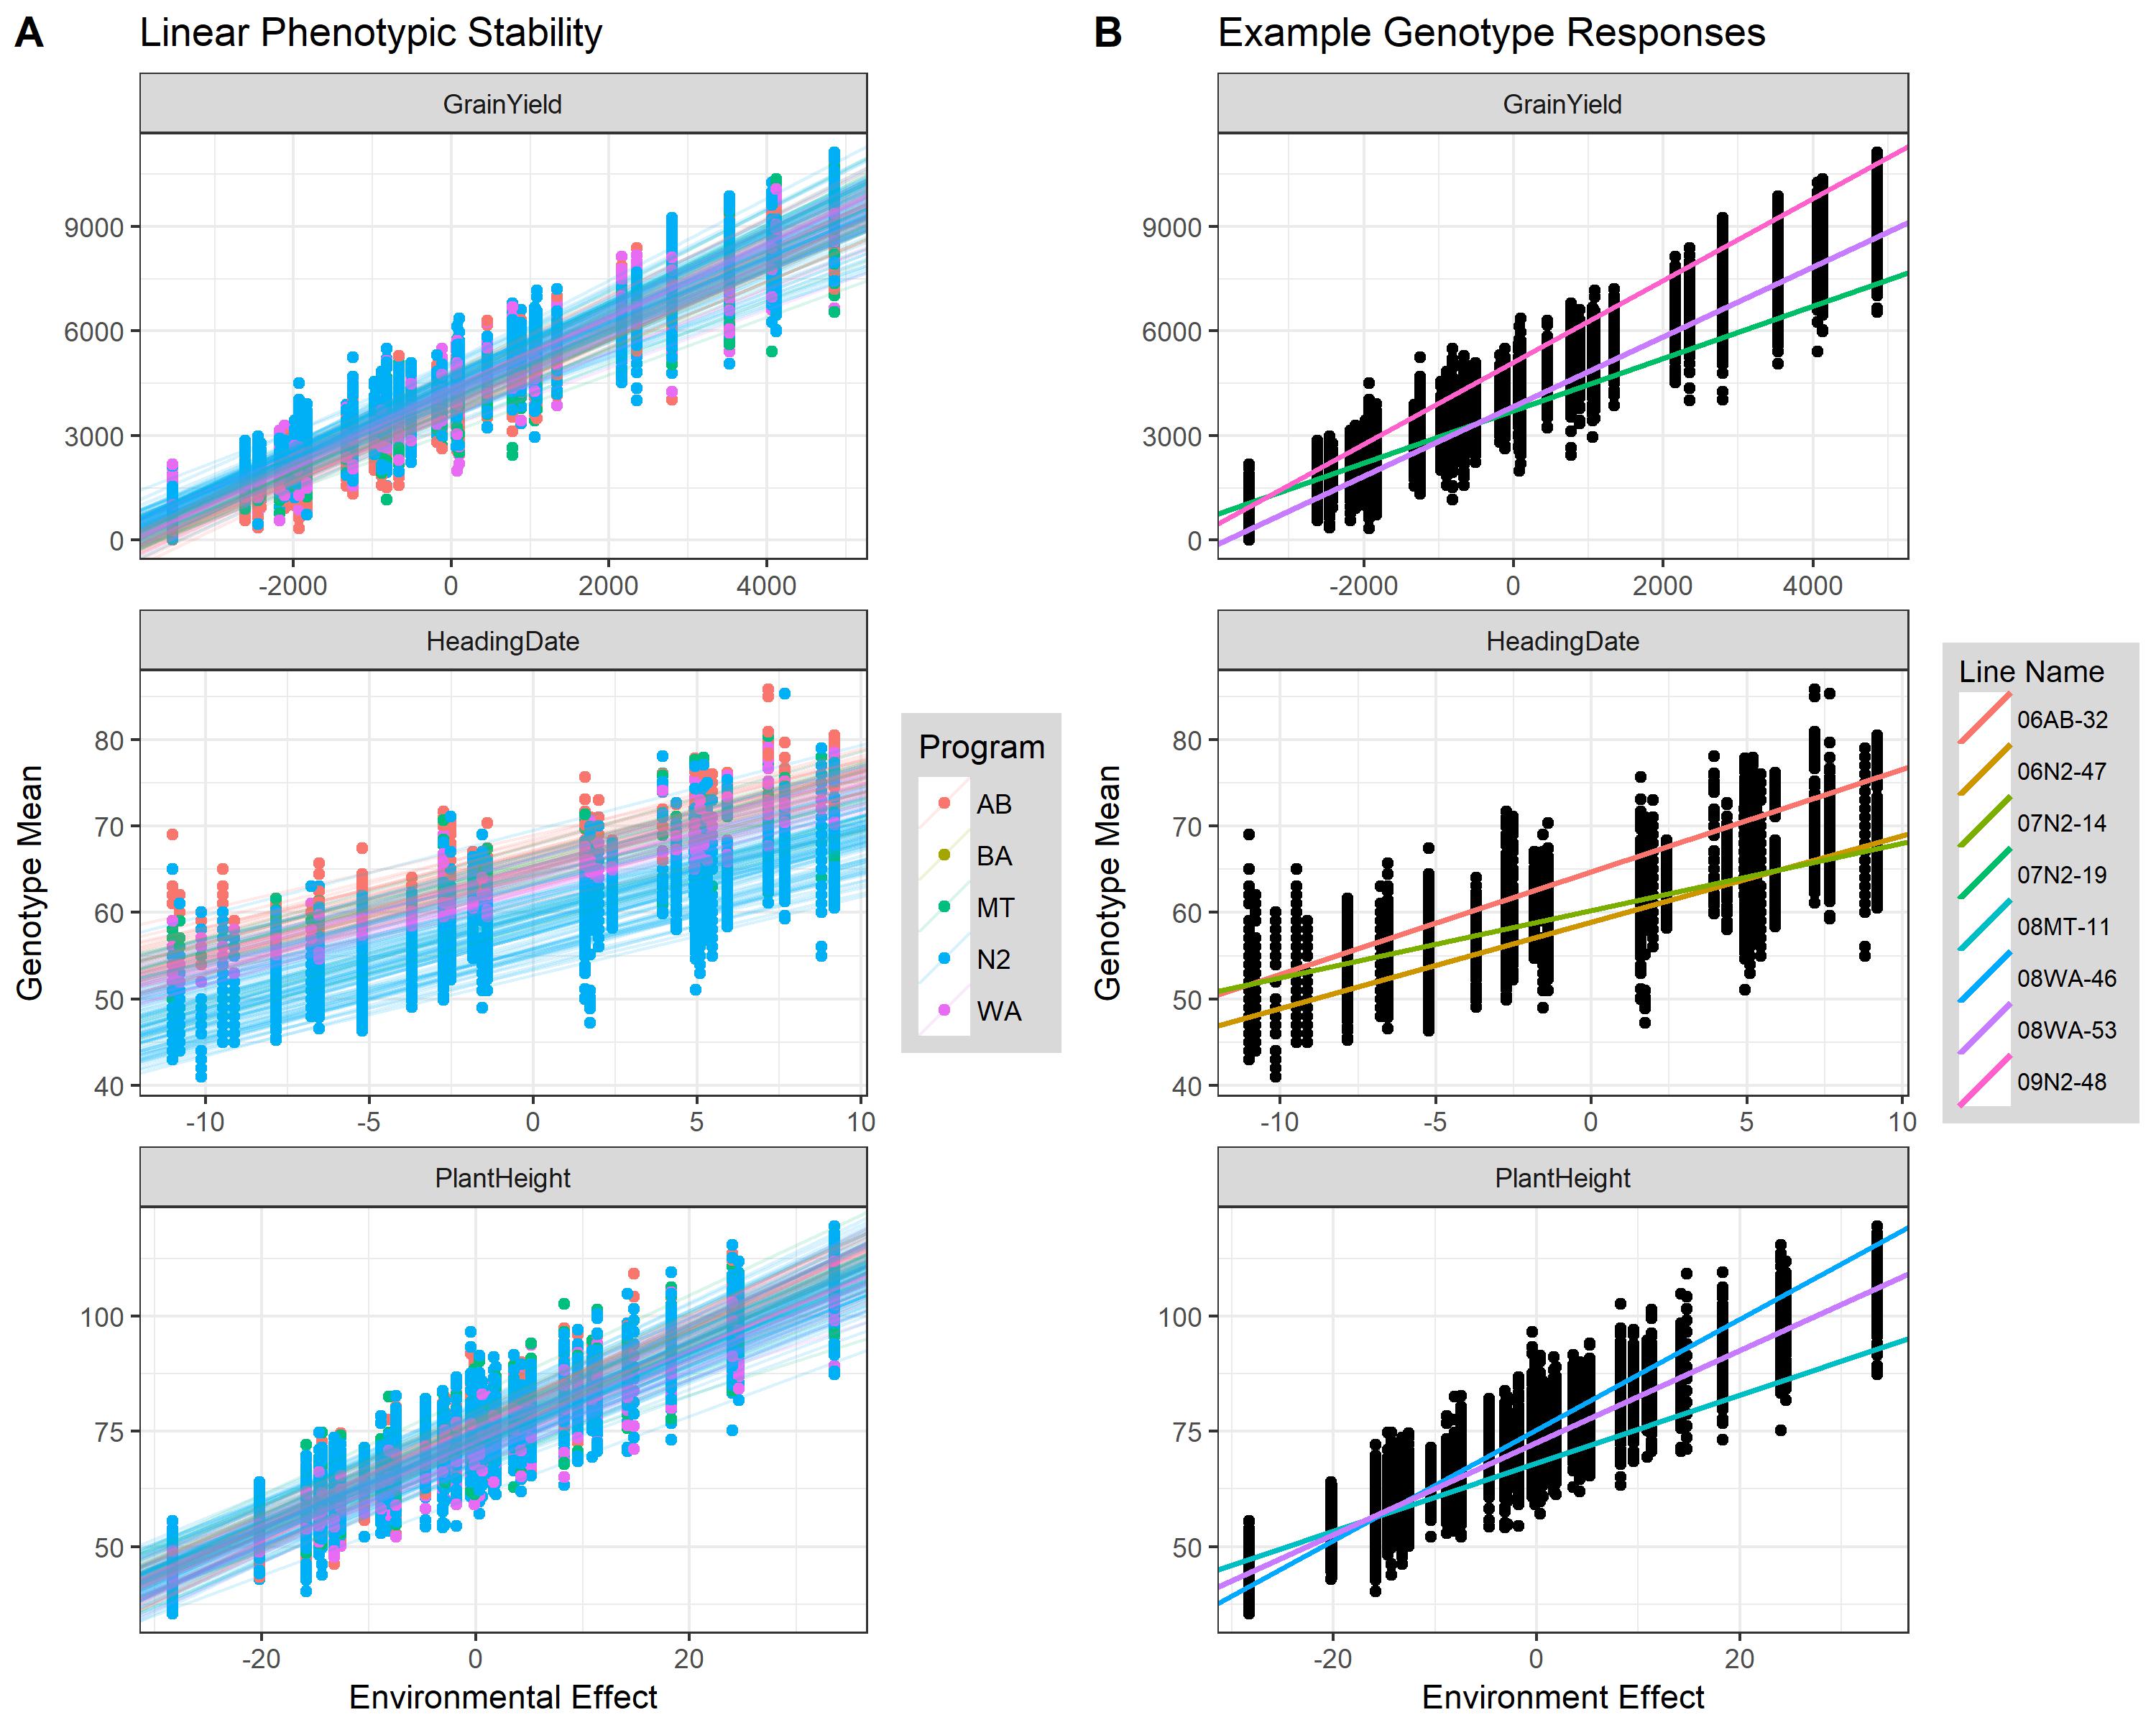 A Linear Phenotypic Stability
GrainYield
9000
6000
3000
0
-2000 0 2000 4000
HeadingDate
80
70
60
50
40
-10 -5 0 5 10
PlantHeight
100
75
50
-20 0 20
Genotype Mean
Environmental Effect
Program
AB
BA
MT
N2
WA
B Example Genotype Responses
GrainYield
9000
6000
3000
0
-2000 0 2000 4000
HeadingDate
80
70
60
50
40
-10 -5 0 5 10
PlantHeight
100
75
50
-20 0 20
Genotype Mean
Environment Effect
Line Name
06AB-32
06N2-47
07N2-14
07N2-19
08MT-11
08WA-46
08WA-53
09N2-48